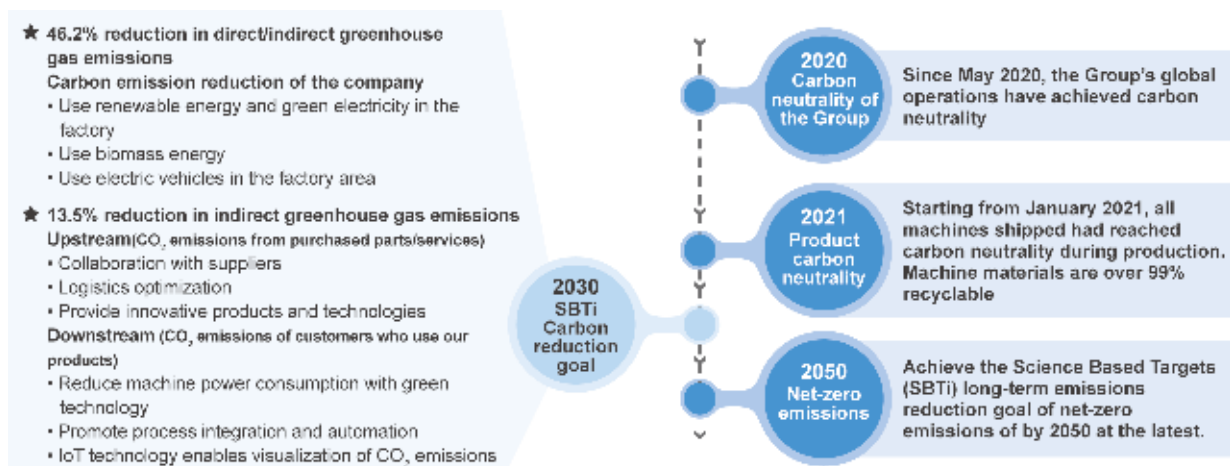 ★ 46.2% reduction in direct/indirect greenhouse
gas emissions
Carbon emission reduction of the company
• Use renewable energy and green electricity in the
factory
• Use biomass energy
• Use electric vehicles in the factory area
★ 13.5% reduction in indirect greenhouse gas emissions
Upstream(CO₂ emissions from purchased parts/services)
• Collaboration with suppliers
• Logistics optimization
• Provide innovative products and technologies
Downstream (CO₂ emissions of customers who use our
products)
• Reduce machine power consumption with green
technology
• Promote process integration and automation
• IoT technology enables visualization of CO₂ emissions
2030
SBTi
Carbon
reduction
goal
2020
Carbon
neutrality of
the Group
Since May 2020, the Group's global
operations have achieved carbon
neutrality
2021
Product
carbon
neutrality
Starting from January 2021, all
machines shipped had reached
carbon neutrality during production.
Machine materials are over 99%
recyclable
2050
Net-zero
emissions
Achieve the Science Based Targets
(SBTi) long-term emissions
reduction goal of net-zero
emissions of by 2050 at the latest.